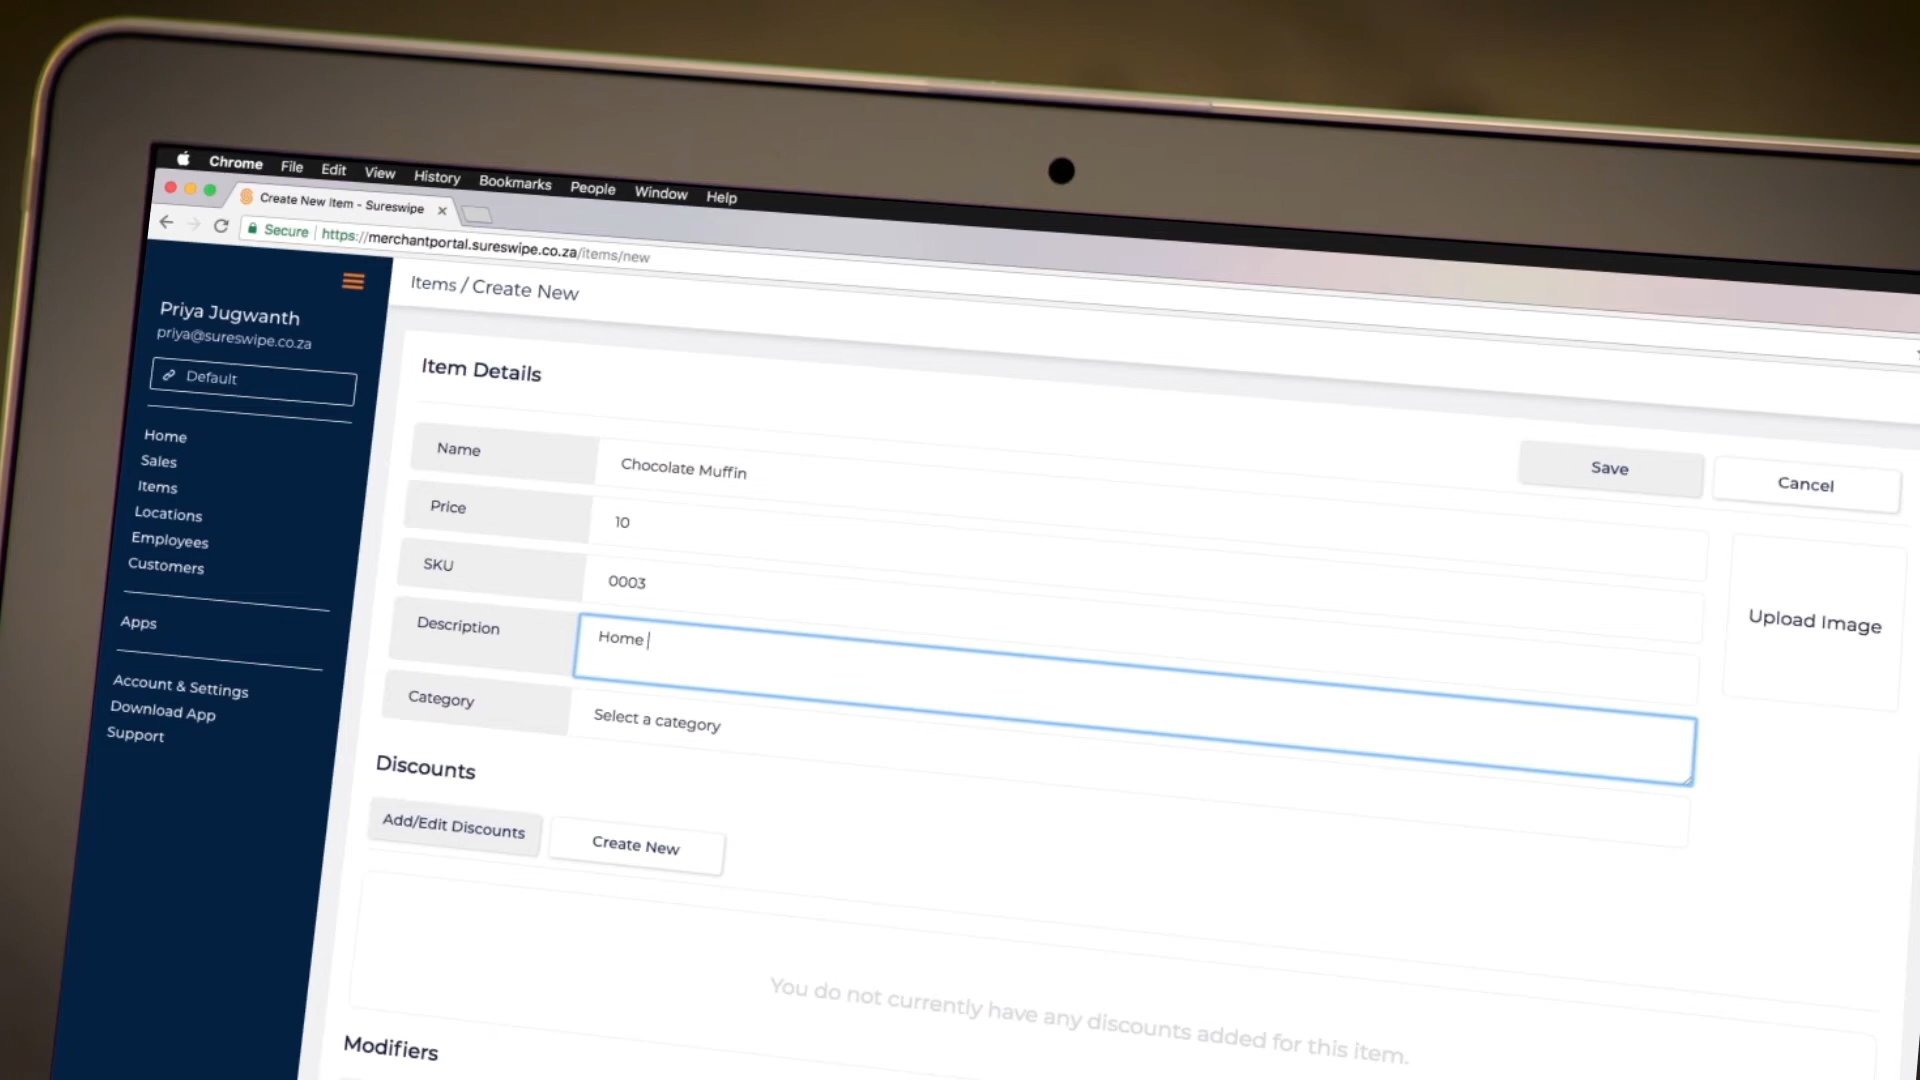 Chrome File Edit View History Bookmarks People Window Help
Create New Item - Sureswipe
Secure https://merchantportal.sureswipe.co.za/items/new
Priya Jugwanth
priya@sureswipe.co.za
Default
Home
Sales
Items
Locations
Employees
Customers
Apps
Account & Settings
Download App
Support
Items / Create New
Item Details
Save
Cancel
Name
Chocolate Muffin
Price
10
SKU
0003
Description
Home
Category
Select a category
Upload Image
Discounts
Add/Edit Discounts
Create New
You do not currently have any discounts added for this item.
Modifiers